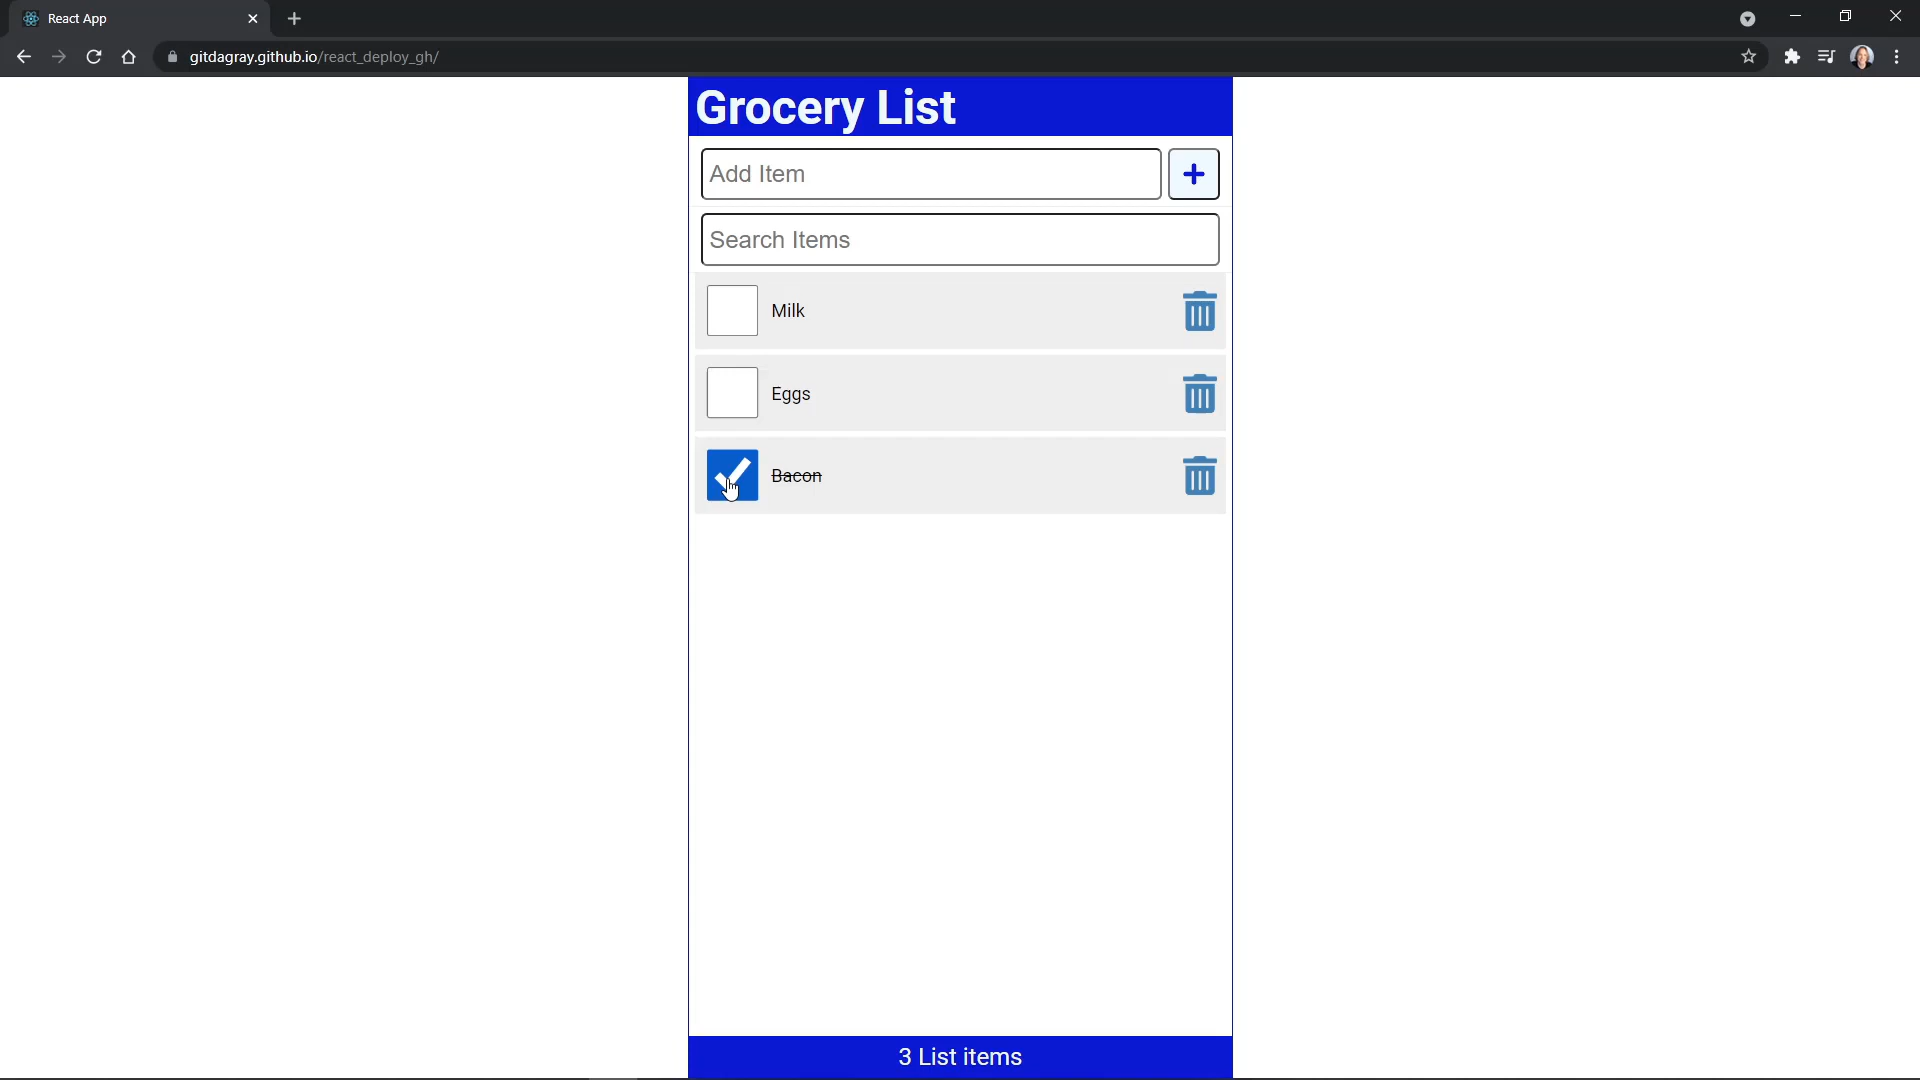 React App
gitdagray.github.io/react_deploy_gh/
Grocery List
Add Item
+
Search Items
Milk
Eggs
Bacon
3 List items